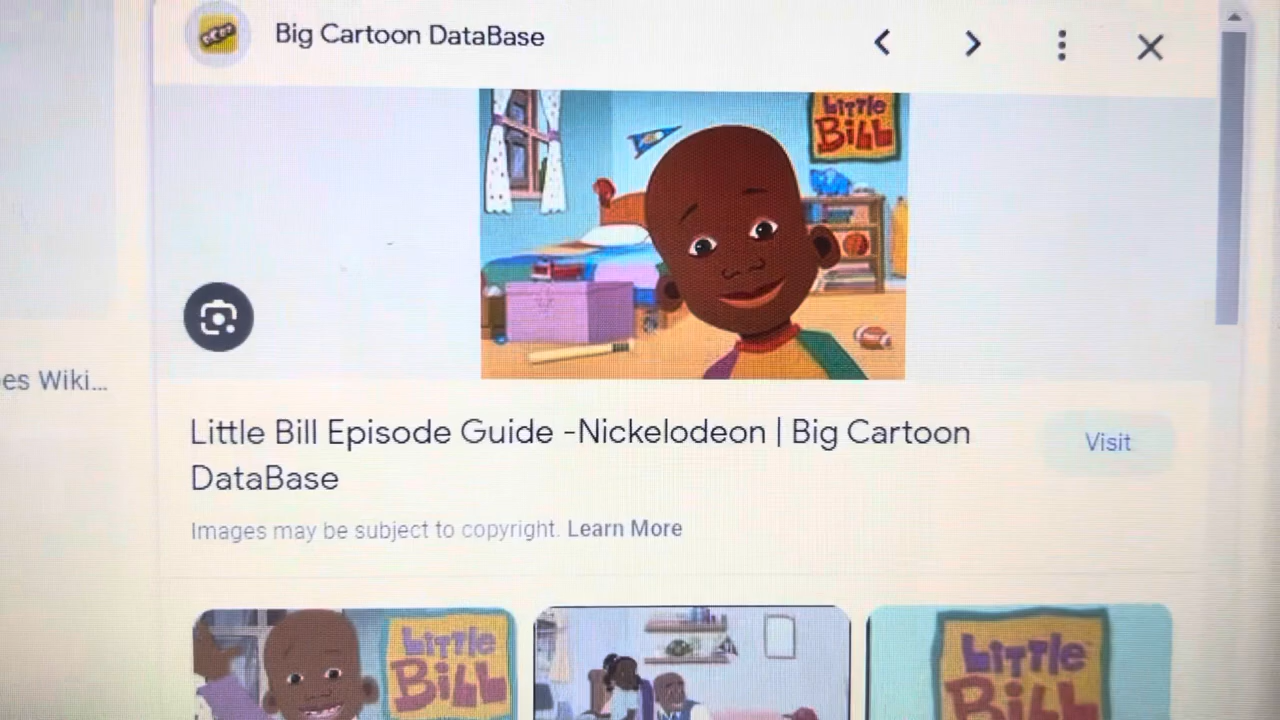 Big Cartoon DataBase
LITTLE
BILL
es Wiki...
Little Bill Episode Guide -Nickelodeon | Big Cartoon
DataBase
Visit
Images may be subject to copyright. Learn More
LITTLE
BILL
LITTLE
BILL